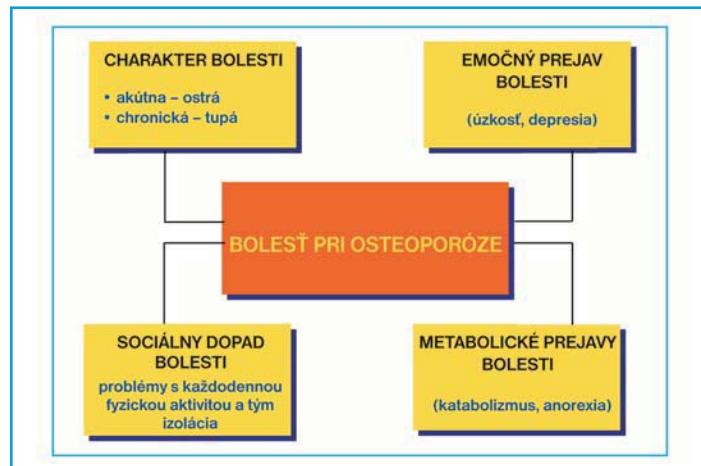 CHARAKTER BOLESTI
• akútna – ostrá
• chronická – tupá
EMOČNÝ PREJAV
BOLESTI
(úzkosť, depresia)
BOLESŤ PRI OSTEOPORÓZE
SOCIÁLNY DOPAD
BOLESTI
problémy s každodennou
fyzickou aktivitou a tým
izolácia
METABOLICKÉ PREJAVY
BOLESTI
(katabolizmus, anorexia)